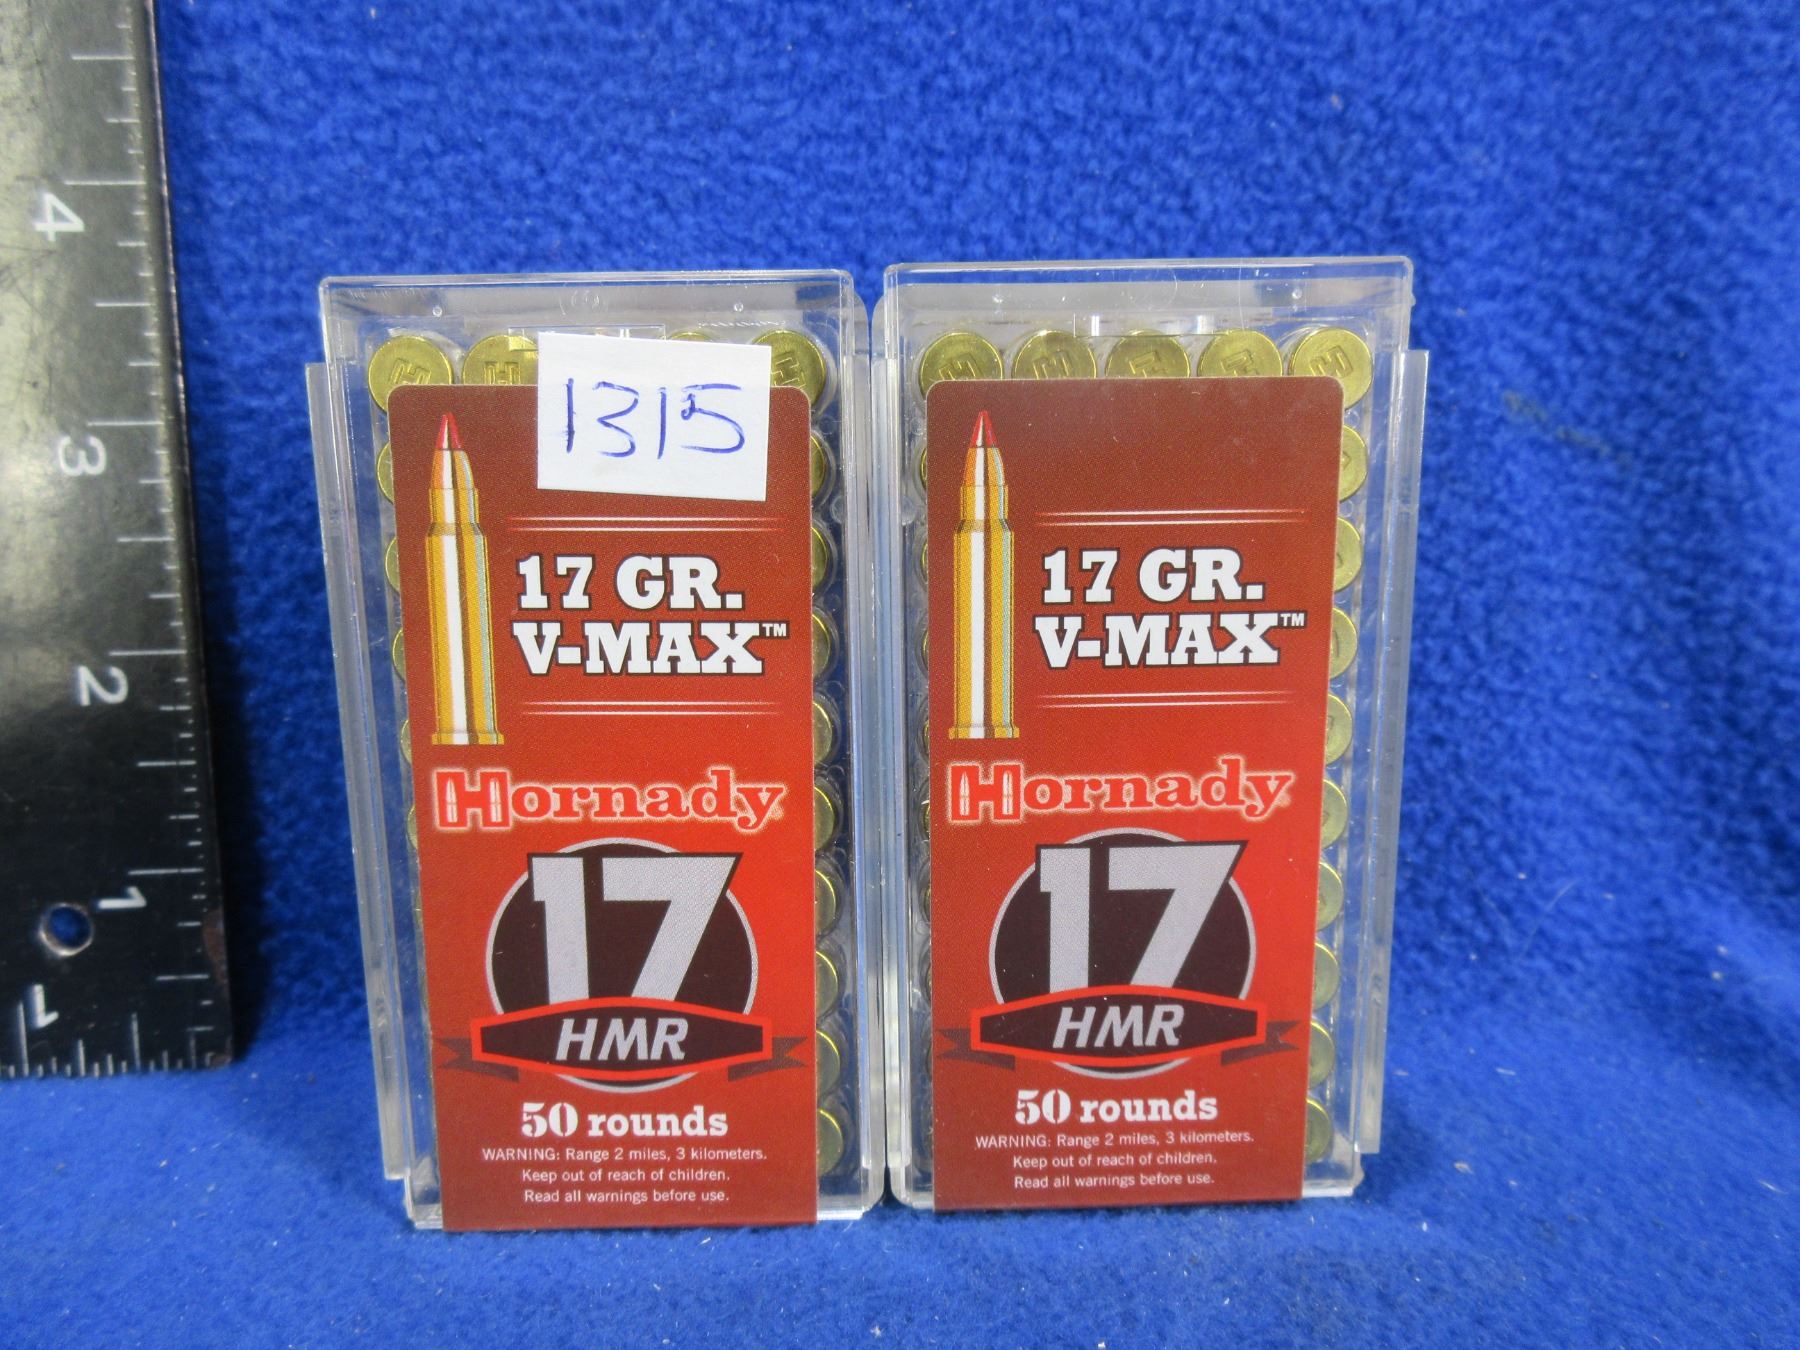 1315
17 GR.
V-MAX™
Hornady
17
HMR
50 rounds
WARNING: Range 2 miles, 3 kilometers.
Keep out of reach of children.
Read all warnings before use.
17 GR.
V-MAX™
Hornady
17
HMR
50 rounds
WARNING: Range 2 miles, 3 kilometers.
Keep out of reach of children.
Read all warnings before use.
4
3
2
1
1
H
H
H
H
H
H
H
H